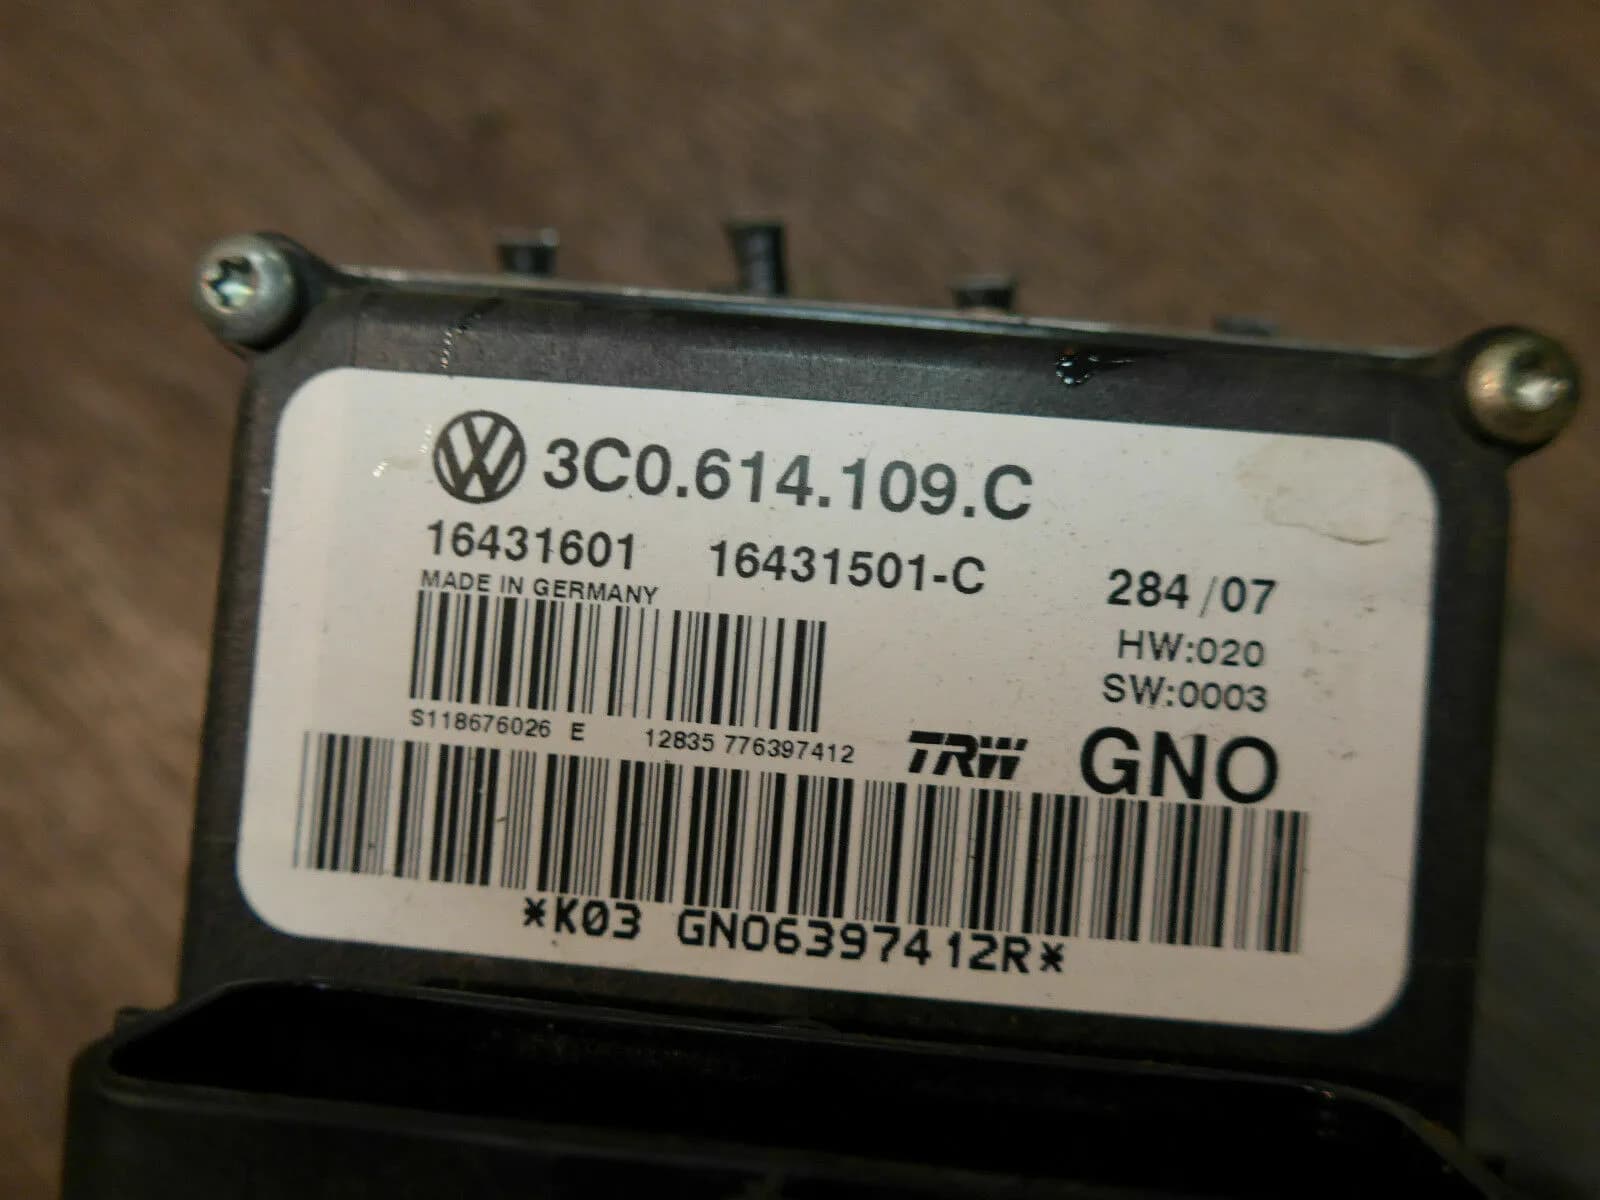 3C0.614.109.C
16431601 16431501-C 284/07
MADE IN GERMANY
HW:020
SW:0003
S118676026 E 12835 776397412
TRW GNO
*K03 GNO6397412R*